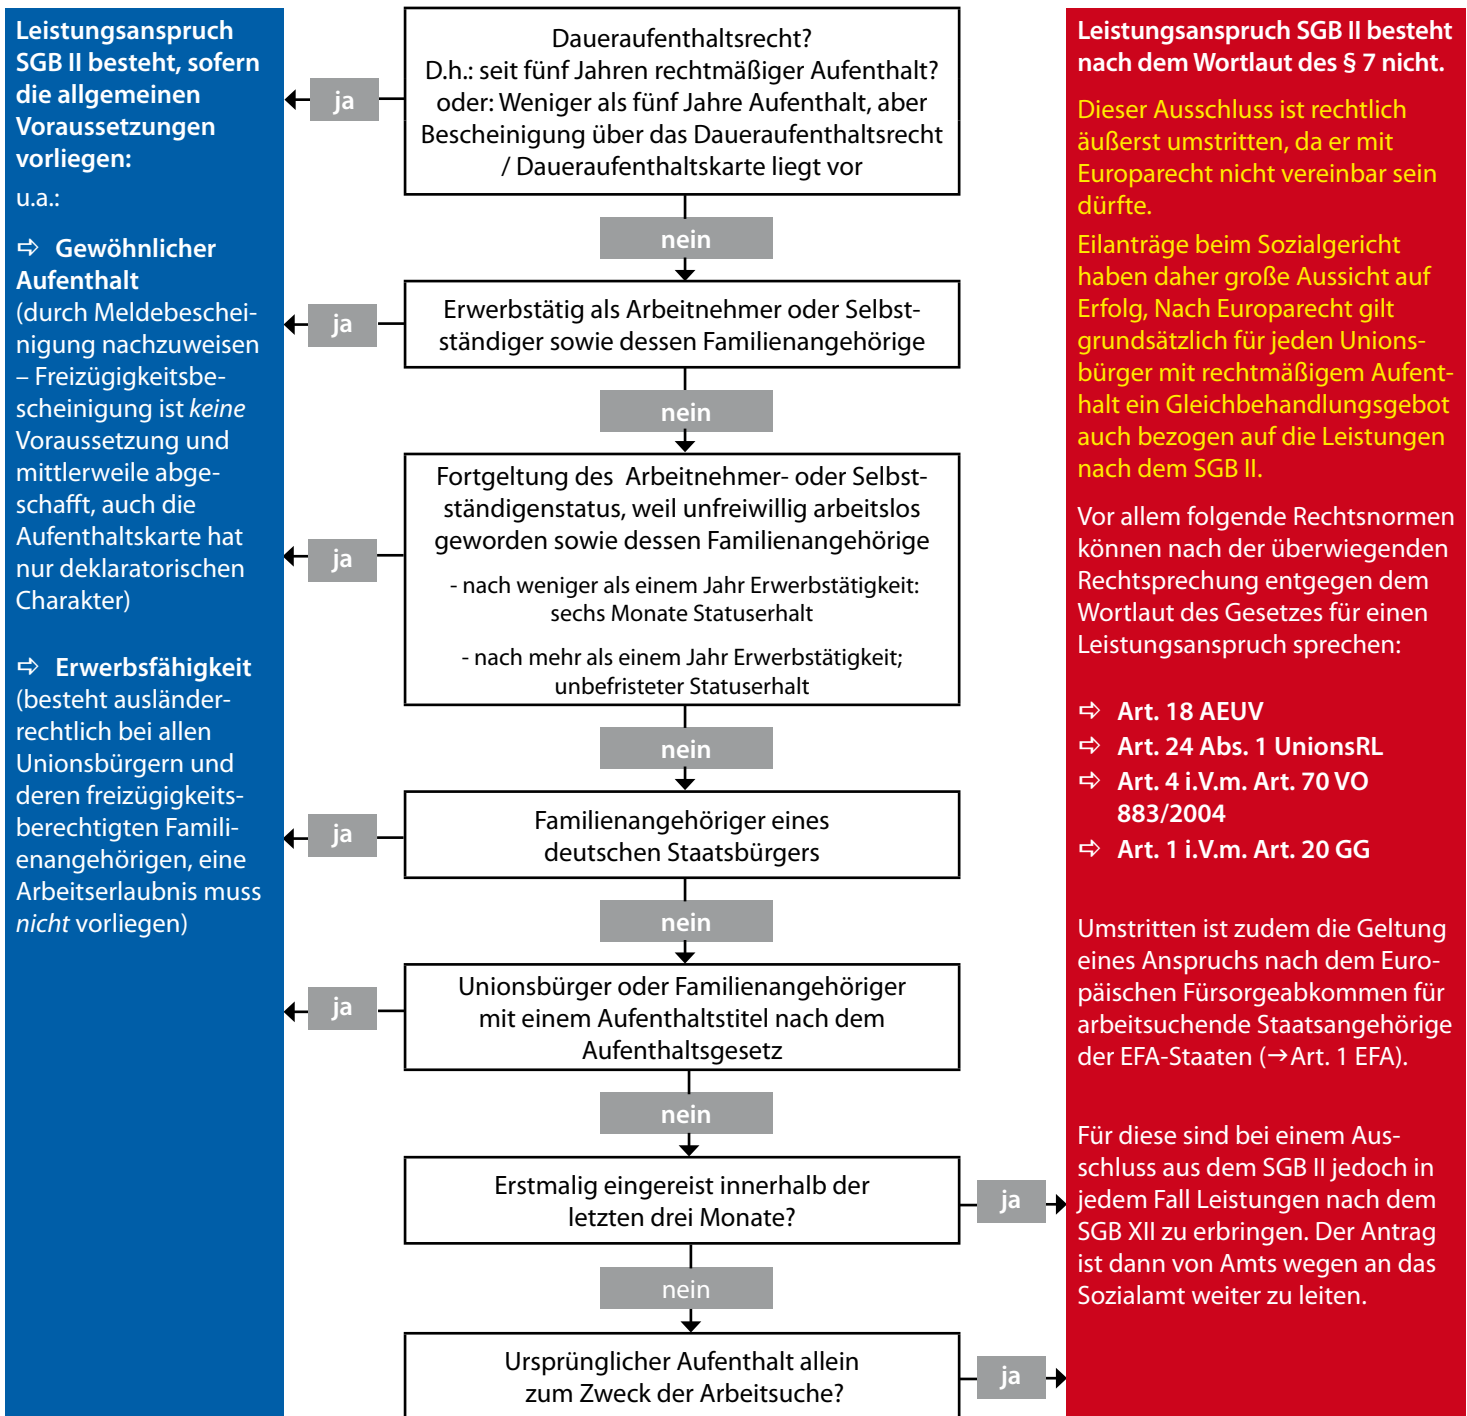 Leistungsanspruch
SGB II besteht, sofern
die allgemeinen
Voraussetzungen
vorliegen:
u.a.:
⇨ Gewöhnlicher
Aufenthalt
(durch Meldebeschei-
nigung nachzuweisen
– Freizügigkeitsbe-
scheinigung ist keine
Voraussetzung und
mittlerweile abge-
schafft, auch die
Aufenthaltskarte hat
nur deklaratorischen
Charakter)
⇨ Erwerbsfähigkeit
(besteht ausländer-
rechtlich bei allen
Unionsbürgern und
deren freizügigkeits-
berechtigten Famili-
enangehörigen, eine
Arbeitserlaubnis muss
nicht vorliegen)
Daueraufenthaltsrecht?
D.h.: seit fünf Jahren rechtmäßiger Aufenthalt?
oder: Weniger als fünf Jahre Aufenthalt, aber
Bescheinigung über das Daueraufenthaltsrecht
/ Daueraufenthaltskarte liegt vor
ja
nein
Erwerbstätig als Arbeitnehmer oder Selbst-
ständiger sowie dessen Familienangehörige
ja
nein
Fortgeltung des Arbeitnehmer- oder Selbst-
ständigenstatus, weil unfreiwillig arbeitslos
geworden sowie dessen Familienangehörige
- nach weniger als einem Jahr Erwerbstätigkeit:
sechs Monate Statuserhalt
- nach mehr als einem Jahr Erwerbstätigkeit;
unbefristeter Statuserhalt
ja
nein
Familienangehöriger eines
deutschen Staatsbürgers
ja
nein
Unionsbürger oder Familienangehöriger
mit einem Aufenthaltstitel nach dem
Aufenthaltsgesetz
ja
nein
Erstmalig eingereist innerhalb der
letzten drei Monate?
ja
nein
Ursprünglicher Aufenthalt allein
zum Zweck der Arbeitsuche?
ja
Leistungsanspruch SGB II besteht
nach dem Wortlaut des § 7 nicht.
Dieser Ausschluss ist rechtlich
äußerst umstritten, da er mit
Europarecht nicht vereinbar sein
dürfte.
Eilanträge beim Sozialgericht
haben daher große Aussicht auf
Erfolg, Nach Europarecht gilt
grundsätzlich für jeden Unions-
bürger mit rechtmäßigem Aufent-
halt ein Gleichbehandlungsgebot
auch bezogen auf die Leistungen
nach dem SGB II.
Vor allem folgende Rechtsnormen
können nach der überwiegenden
Rechtsprechung entgegen dem
Wortlaut des Gesetzes für einen
Leistungsanspruch sprechen:
⇨ Art. 18 AEUV
⇨ Art. 24 Abs. 1 UnionsRL
⇨ Art. 4 i.V.m. Art. 70 VO
883/2004
⇨ Art. 1 i.V.m. Art. 20 GG
Umstritten ist zudem die Geltung
eines Anspruchs nach dem Euro-
päischen Fürsorgeabkommen für
arbeitsuchende Staatsangehörige
der EFA-Staaten (→Art. 1 EFA).
Für diese sind bei einem Aus-
schluss aus dem SGB II jedoch in
jedem Fall Leistungen nach dem
SGB XII zu erbringen. Der Antrag
ist dann von Amts wegen an das
Sozialamt weiter zu leiten.